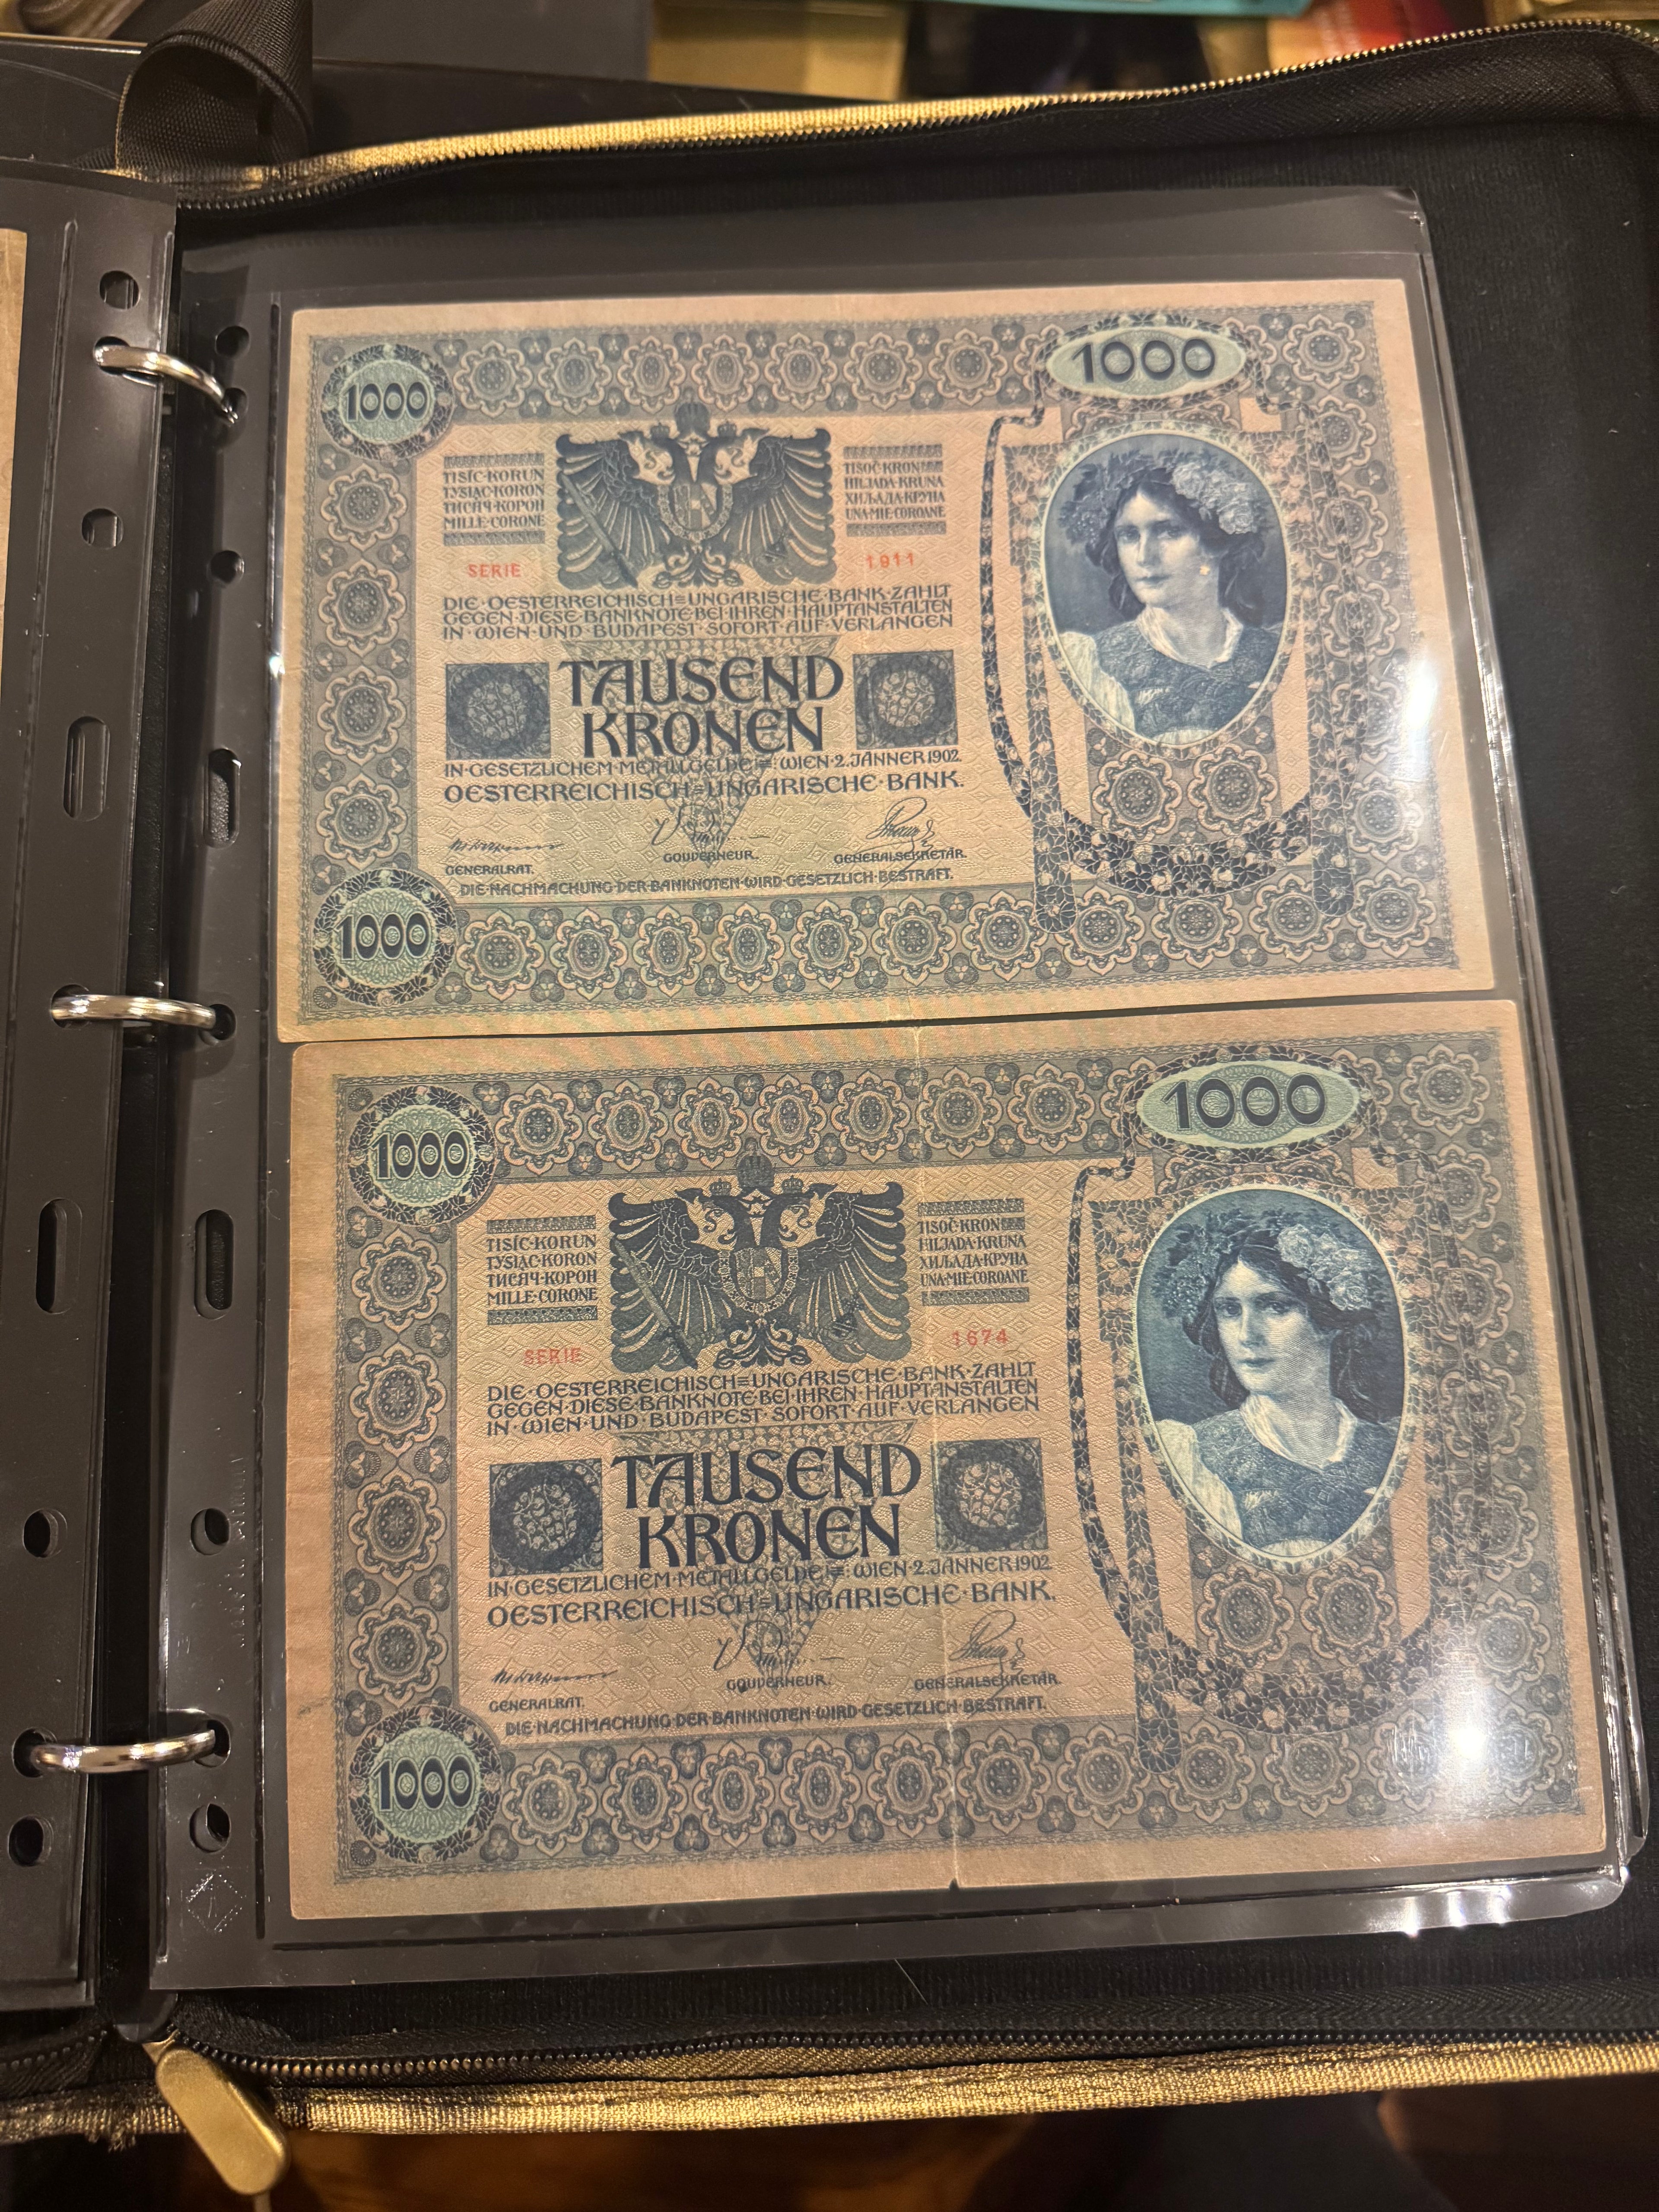 1000
1000
TISÍC·KORUN
TYSIĄC·KORON
ТИСЯЧ·КОРОН
MILLE·CORONE
TISOČ·KRON
HILJADA·KRUNA
ХИЉАДА·КРУНА
UNA·MIE·COROANE
SERIE
1911
DIE·OESTERREICHISCH=UNGARISCHE·BANK·ZAHLT
GEGEN·DIESE·BANKNOTE·BEI·IHREN·HAUPTANSTALTEN
IN·WIEN·UND·BUDAPEST·SOFORT·AUF·VERLANGEN
TAUSEND
KRONEN
IN·GESETZLICHEM·METALLGELDE=:WIEN·2.JÄNNER1902.
OESTERREICHISCH=UNGARISCHE·BANK.
GENERALRAT.
GOUVERNEUR.
GENERALSEKRETÄR.
DIE·NACHMACHUNG·DER·BANKNOTEN·WIRD·GESETZLICH·BESTRAFT.
1000
1000
1000
TISÍC·KORUN
TYSIĄC·KORON
ТИСЯЧ·КОРОН
MILLE·CORONE
TISOČ·KRON
HILJADA·KRUNA
ХИЉАДА·КРУНА
UNA·MIE·COROANE
SERIE
1674
DIE·OESTERREICHISCH=UNGARISCHE·BANK·ZAHLT
GEGEN·DIESE·BANKNOTE·BEI·IHREN·HAUPTANSTALTEN
IN·WIEN·UND·BUDAPEST·SOFORT·AUF·VERLANGEN
TAUSEND
KRONEN
IN·GESETZLICHEM·METALLGELDE=:WIEN·2.JÄNNER1902.
OESTERREICHISCH=UNGARISCHE·BANK.
GENERALRAT.
GOUVERNEUR.
GENERALSEKRETÄR.
DIE·NACHMACHUNG·DER·BANKNOTEN·WIRD·GESETZLICH·BESTRAFT.
1000